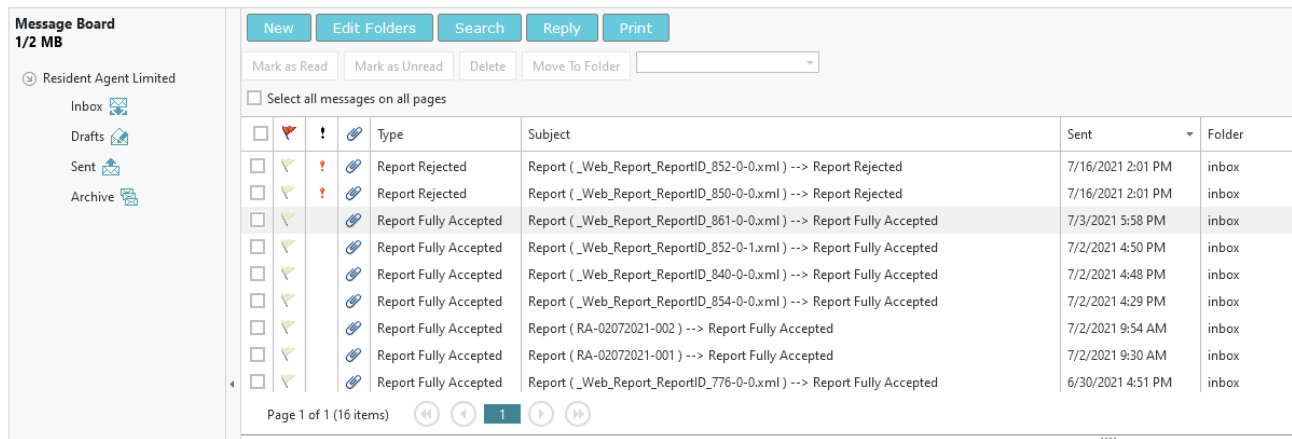 Message Board
1/2 MB
Resident Agent Limited
Inbox
Drafts
Sent
Archive
New Edit Folders Search Reply Print
Mark as Read Mark as Unread Delete Move To Folder
Select all messages on all pages
! Type Subject Sent Folder
! Report Rejected Report ( _Web_Report_ReportID_852-0-0.xml ) --> Report Rejected 7/16/2021 2:01 PM inbox
! Report Rejected Report ( _Web_Report_ReportID_850-0-0.xml ) --> Report Rejected 7/16/2021 2:01 PM inbox
Report Fully Accepted Report ( _Web_Report_ReportID_861-0-0.xml ) --> Report Fully Accepted 7/3/2021 5:58 PM inbox
Report Fully Accepted Report ( _Web_Report_ReportID_852-0-1.xml ) --> Report Fully Accepted 7/2/2021 4:50 PM inbox
Report Fully Accepted Report ( _Web_Report_ReportID_840-0-0.xml ) --> Report Fully Accepted 7/2/2021 4:48 PM inbox
Report Fully Accepted Report ( _Web_Report_ReportID_854-0-0.xml ) --> Report Fully Accepted 7/2/2021 4:29 PM inbox
Report Fully Accepted Report ( RA-02072021-002 ) --> Report Fully Accepted 7/2/2021 9:54 AM inbox
Report Fully Accepted Report ( RA-02072021-001 ) --> Report Fully Accepted 7/2/2021 9:30 AM inbox
Report Fully Accepted Report ( _Web_Report_ReportID_776-0-0.xml ) --> Report Fully Accepted 6/30/2021 4:51 PM inbox
Page 1 of 1 (16 items) 1